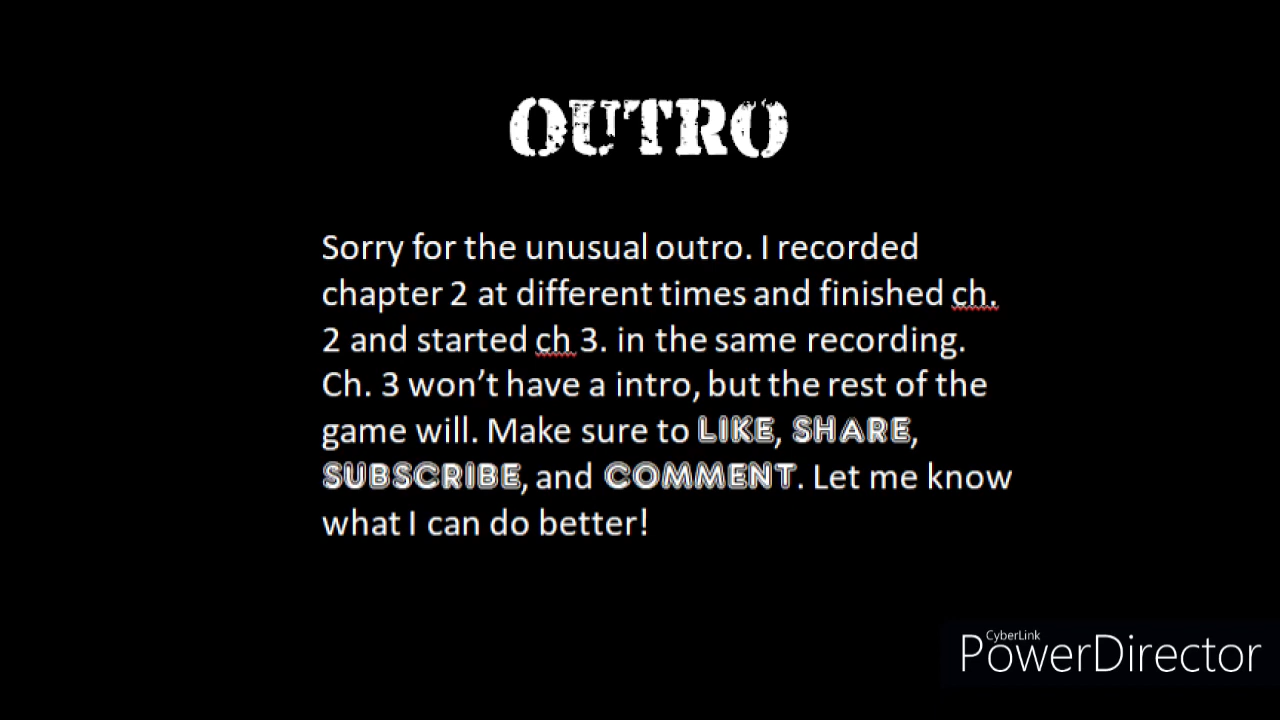 OUTRO
Sorry for the unusual outro. I recorded
chapter 2 at different times and finished ch.
2 and started ch 3. in the same recording.
Ch. 3 won't have a intro, but the rest of the
game will. Make sure to LIKE, SHARE,
SUBSCRIBE, and COMMENT. Let me know
what I can do better!
CyberLink
PowerDirector